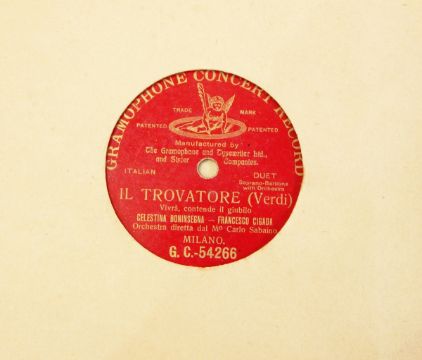 GRAMOPHONE CONCERT RECORD
TRADE MARK
PATENTED PATENTED
Manufactured by
The Gramophone and Typewriter Ltd.,
and Sister Companies.
ITALIAN
DUET
Soprano-Baritone
with Orchestra
IL TROVATORE (Verdi)
Vivrà, contende il giubilo
CELESTINA BONINSEGNA - FRANCESCO CIGADA
Orchestra diretta dal Mº Carlo Sabaino
MILANO.
G. C.-54266